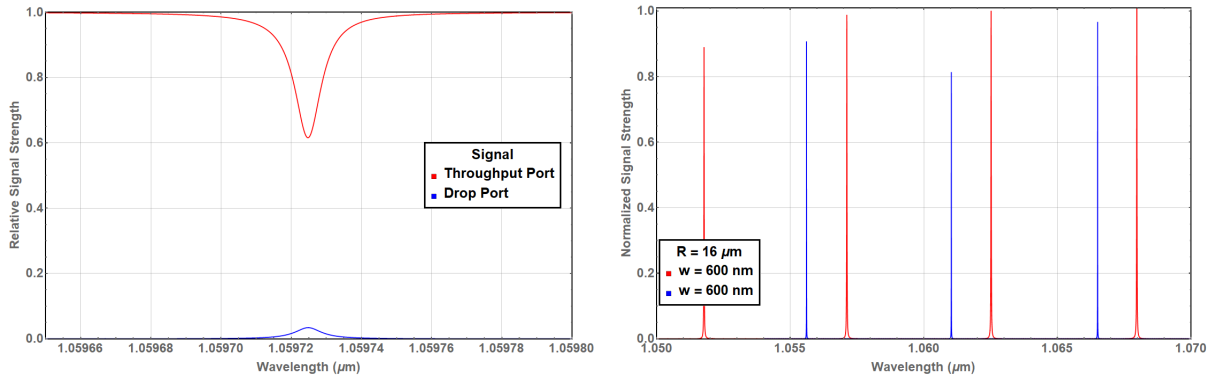 1.0
0.8
0.6
0.4
0.2
0.0
Relative Signal Strength
Signal
Throughput Port
Drop Port
1.05966 1.05968 1.05970 1.05972 1.05974 1.05976 1.05978 1.05980
Wavelength (μm)
1.0
0.8
0.6
0.4
0.2
0.0
Normalized Signal Strength
R = 16 μm
w = 600 nm
w = 600 nm
1.050 1.055 1.060 1.065 1.070
Wavelength (μm)